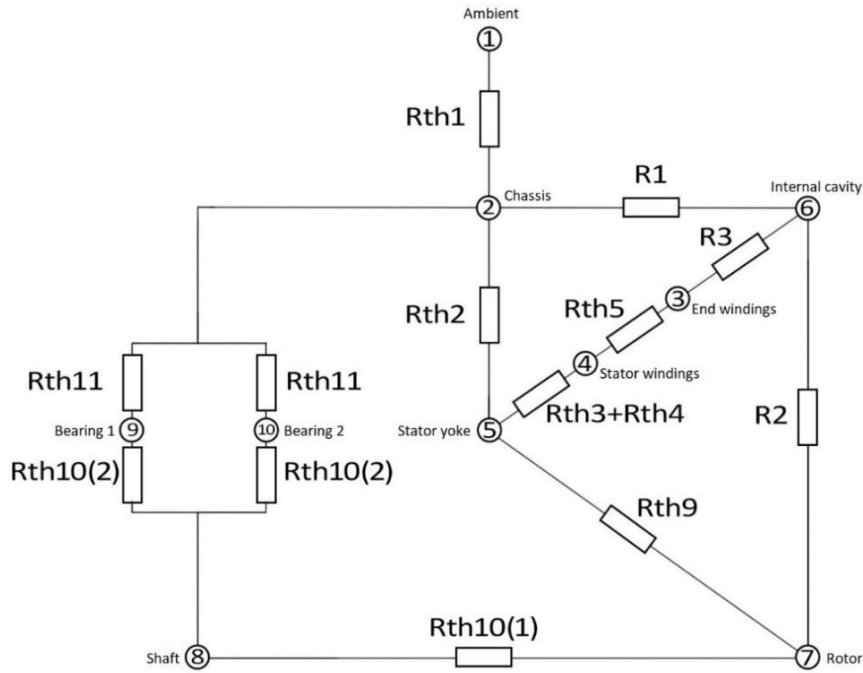 Ambient
1
Rth1
2 Chassis
R1
Internal cavity
6
R3
3
End windings
Rth5
Rth2
4
Stator windings
Rth3+Rth4
Rth11
Rth11
Bearing 1 9
10 Bearing 2
Stator yoke 5
R2
Rth10(2)
Rth10(2)
Rth9
Rth10(1)
Shaft 8
7 Rotor